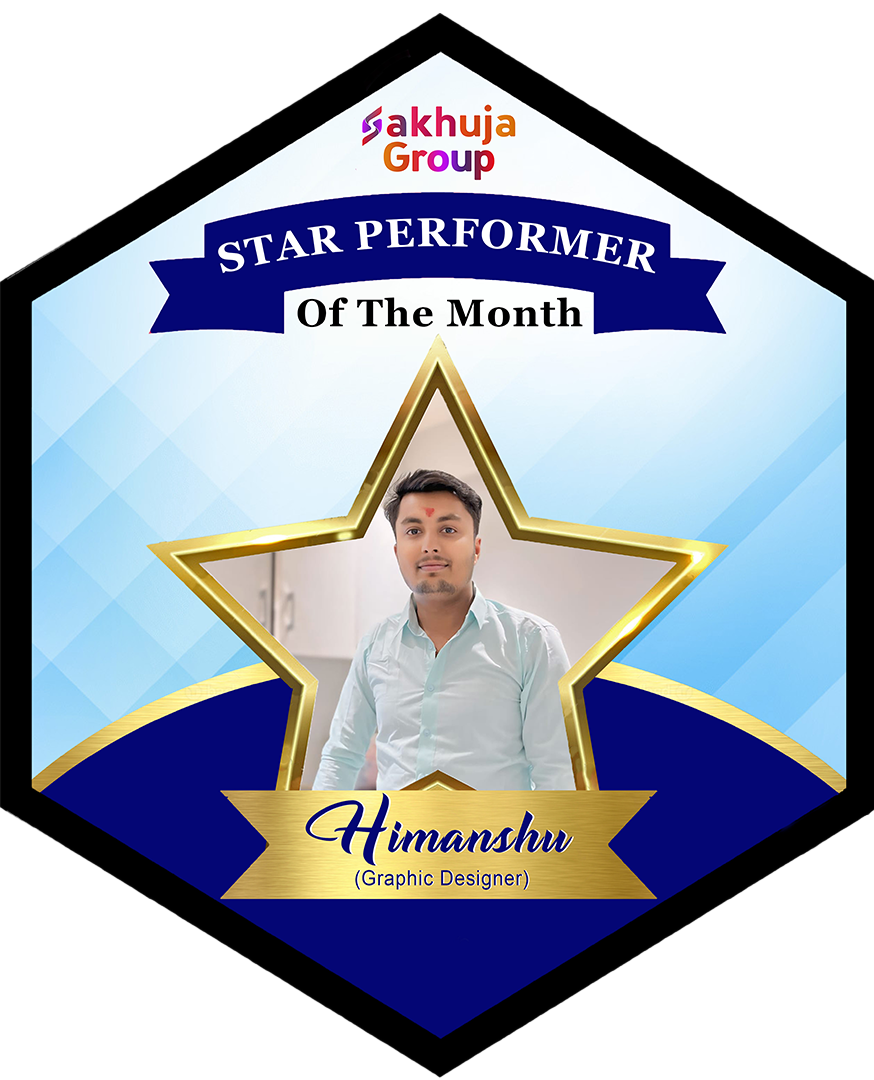 Sakhuja
Group
STAR PERFORMER
Of The Month
Himanshu
(Graphic Designer)